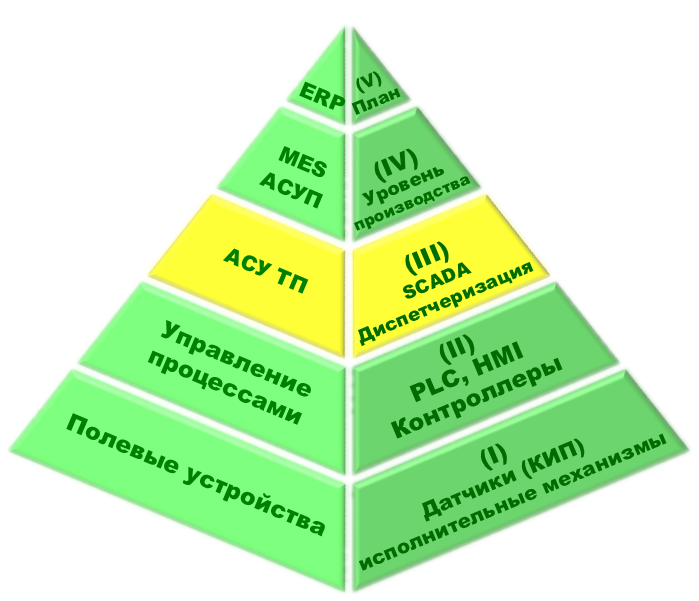 ERP
(V)
План
MES
АСУП
(IV)
Уровень
производства
АСУ ТП
(III)
SCADA
Диспетчеризация
Управление
процессами
(II)
PLC, HMI
Контроллеры
Полевые устройства
(I)
Датчики (КИП)
исполнительные механизмы